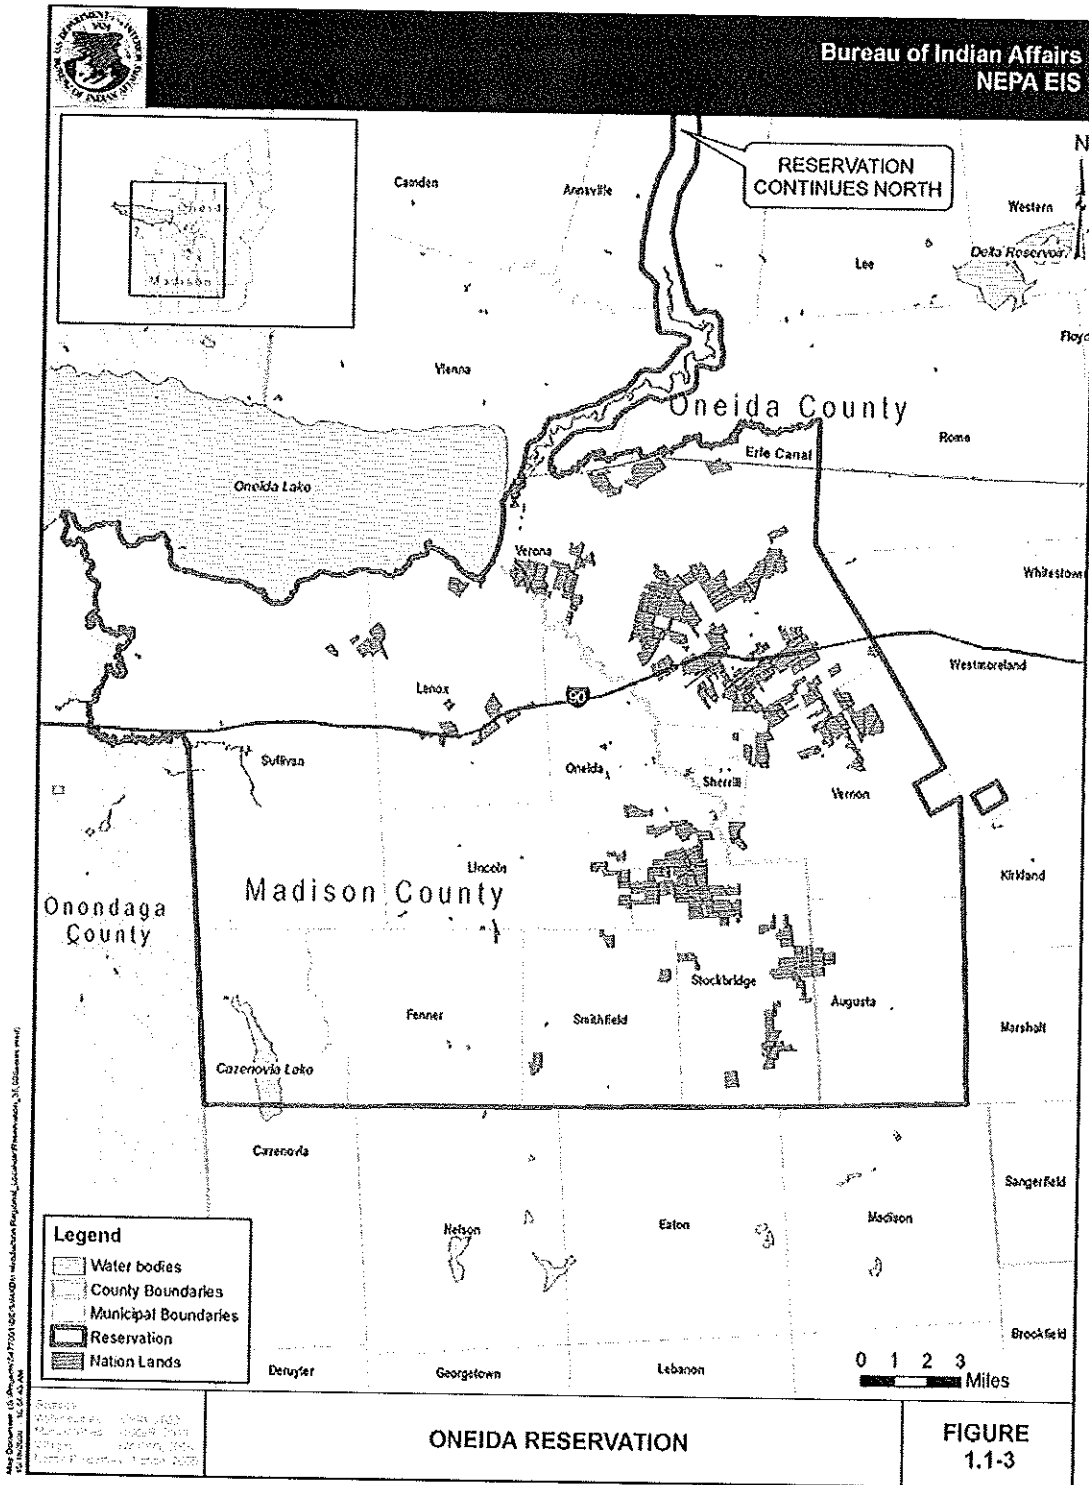 Bureau of Indian Affairs
NEPA EIS
RESERVATION
CONTINUES NORTH
N
Camden
Annsville
Western
Delta Reservoir
Lee
Floyd
Madison
Vienna
Oneida County
Rome
Erie Canal
Oneida Lake
Verona
Whitestown
Westmoreland
Lenox
90
Sullivan
Oneida
Sherrill
Vernon
Lincoln
Kirkland
Madison County
Onondaga
County
Stockbridge
Augusta
Fenner
Smithfield
Marshall
Cazenovia Lake
Cazenovia
Sangerfield
Nelson
Eaton
Madison
Legend
Water bodies
County Boundaries
Municipal Boundaries
Reservation
Nation Lands
Brookfield
Deruyter
Georgetown
Lebanon
0 1 2 3
Miles
ONEIDA RESERVATION
FIGURE
1.1-3